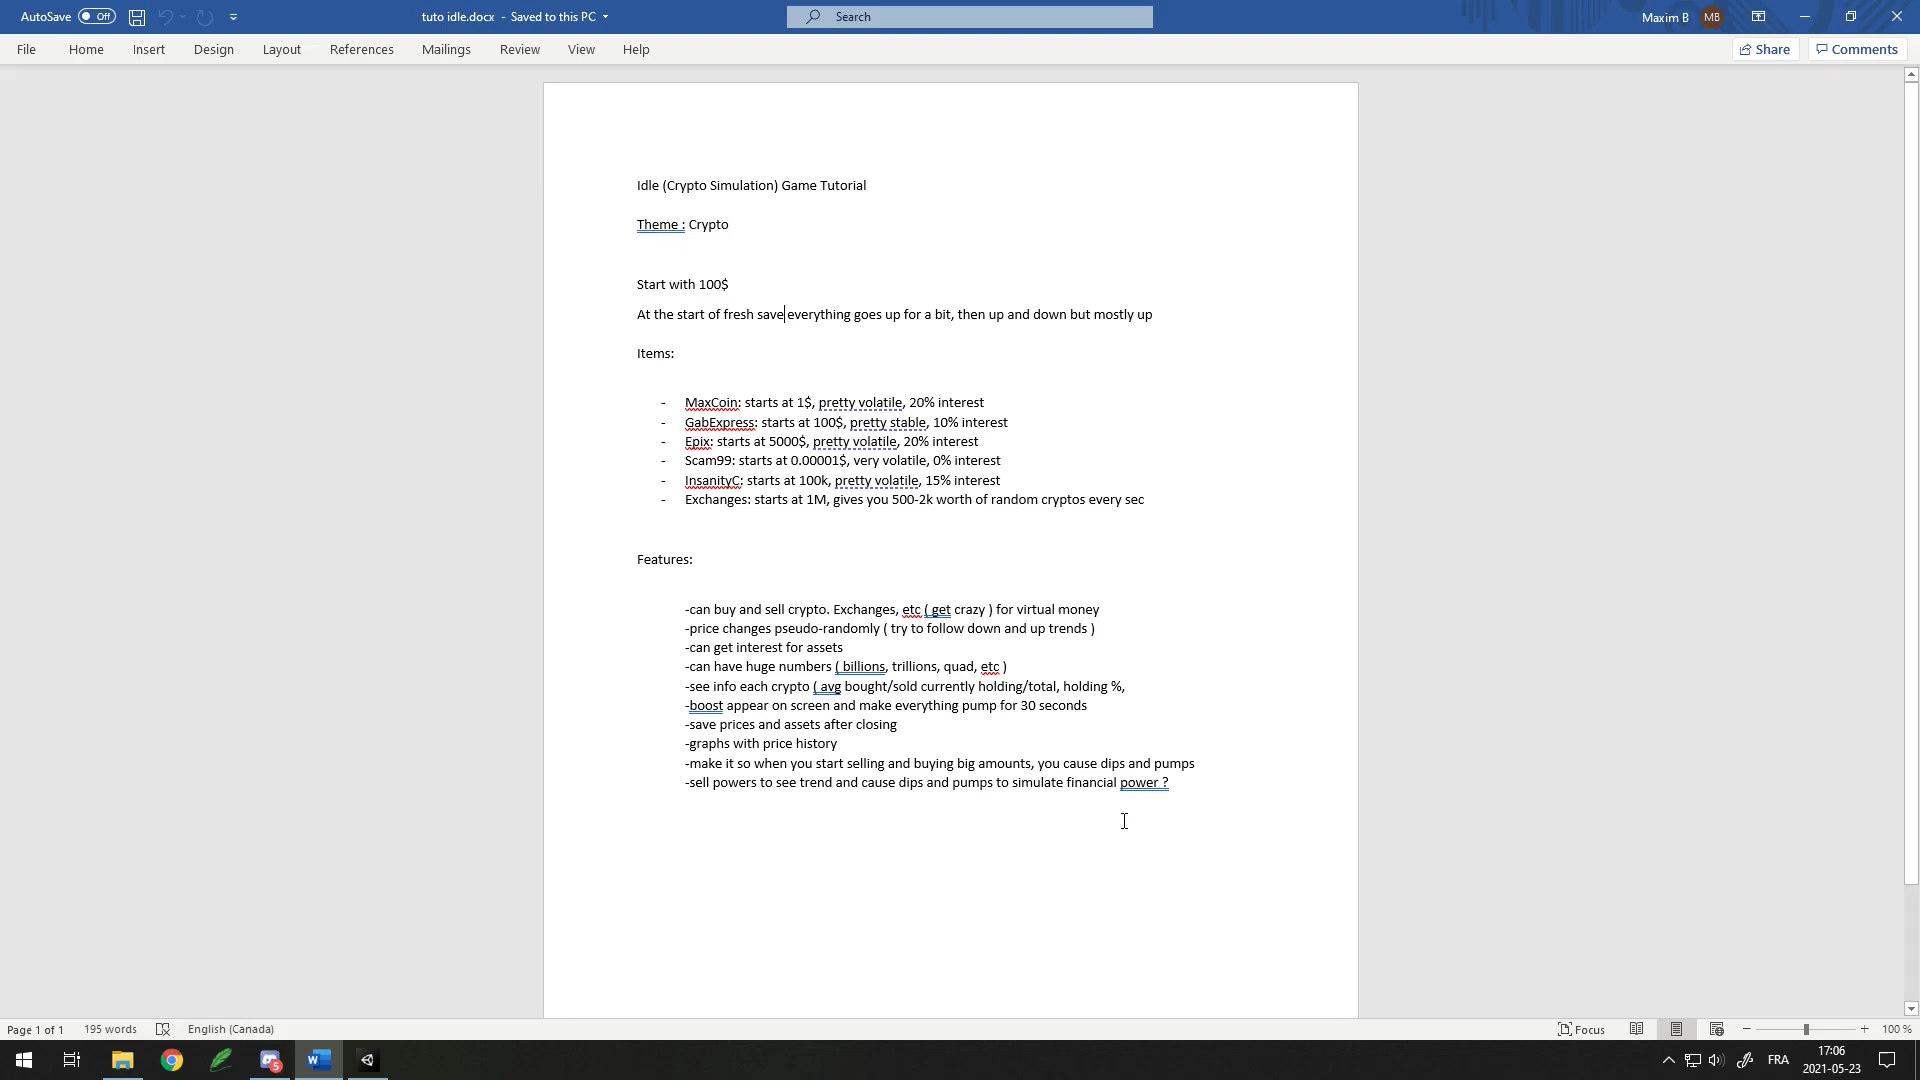 AutoSave Off tuto idle.docx - Saved to this PC Search Maxim B MB
File Home Insert Design Layout References Mailings Review View Help Share Comments
Idle (Crypto Simulation) Game Tutorial
Theme : Crypto
Start with 100$
At the start of fresh save everything goes up for a bit, then up and down but mostly up
Items:
- MaxCoin: starts at 1$, pretty volatile, 20% interest
- GabExpress: starts at 100$, pretty stable, 10% interest
- Epix: starts at 5000$, pretty volatile, 20% interest
- Scam99: starts at 0.00001$, very volatile, 0% interest
- InsanityC: starts at 100k, pretty volatile, 15% interest
- Exchanges: starts at 1M, gives you 500-2k worth of random cryptos every sec
Features:
-can buy and sell crypto. Exchanges, etc ( get crazy ) for virtual money
-price changes pseudo-randomly ( try to follow down and up trends )
-can get interest for assets
-can have huge numbers ( billions, trillions, quad, etc )
-see info each crypto ( avg bought/sold currently holding/total, holding %,
-boost appear on screen and make everything pump for 30 seconds
-save prices and assets after closing
-graphs with price history
-make it so when you start selling and buying big amounts, you cause dips and pumps
-sell powers to see trend and cause dips and pumps to simulate financial power ?
Page 1 of 1 195 words English (Canada) Focus 100 %
5 W FRA 17:06
2021-05-23